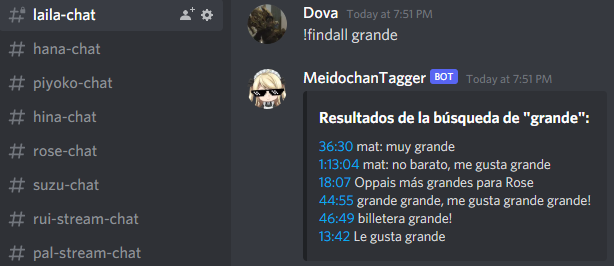 laila-chat
hana-chat
piyoko-chat
hina-chat
rose-chat
suzu-chat
rui-stream-chat
pal-stream-chat
Dova Today at 7:51 PM
!findall grande
MeidochanTagger BOT Today at 7:51 PM
Resultados de la búsqueda de "grande":
36:30 mat: muy grande
1:13:04 mat: no barato, me gusta grande
18:07 Oppais más grandes para Rose
44:55 grande grande, me gusta grande grande!
46:49 billetera grande!
13:42 Le gusta grande